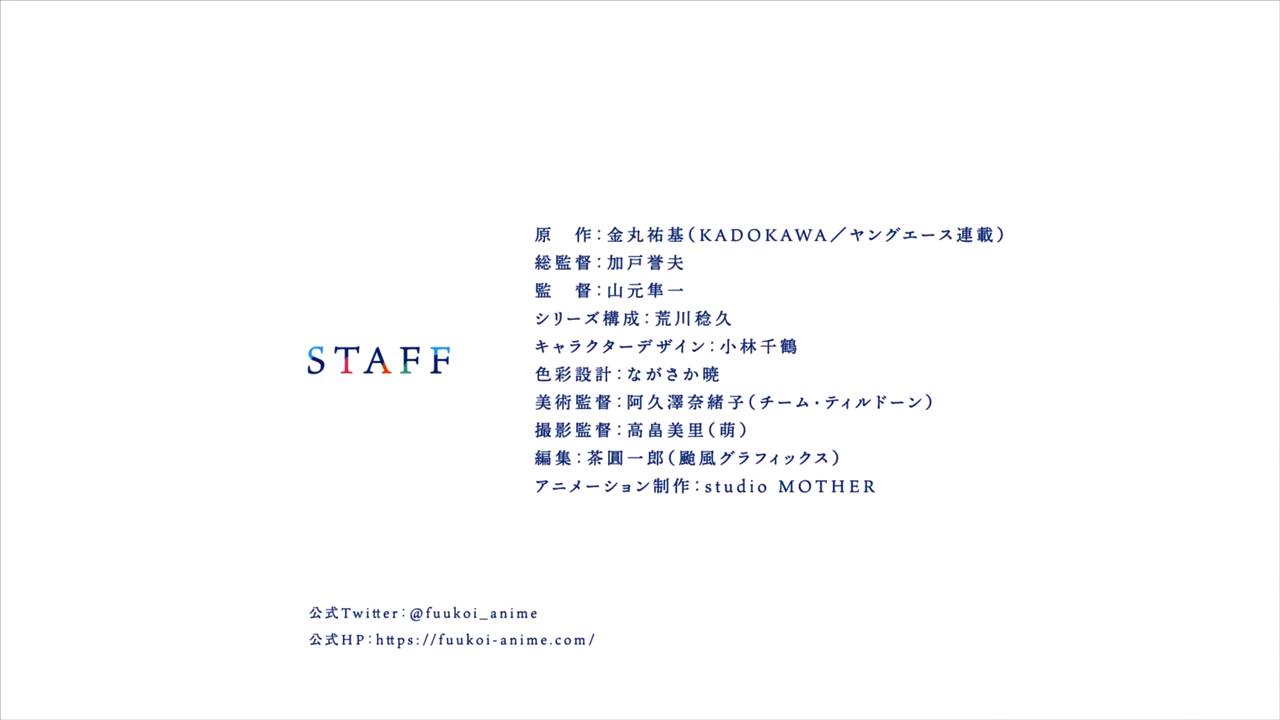 STAFF
原　作：金丸祐基（KADOKAWA／ヤングエース連載）
総監督：加戸誉夫
監　督：山元隼一
シリーズ構成：荒川稔久
キャラクターデザイン：小林千鶴
色彩設計：ながさか暁
美術監督：阿久澤奈緒子（チーム・ティルドーン）
撮影監督：高畠美里（萌）
編集：茶圓一郎（颱風グラフィックス）
アニメーション制作：studio MOTHER
公式Twitter：@fuukoi_anime
公式HP：https://fuukoi-anime.com/